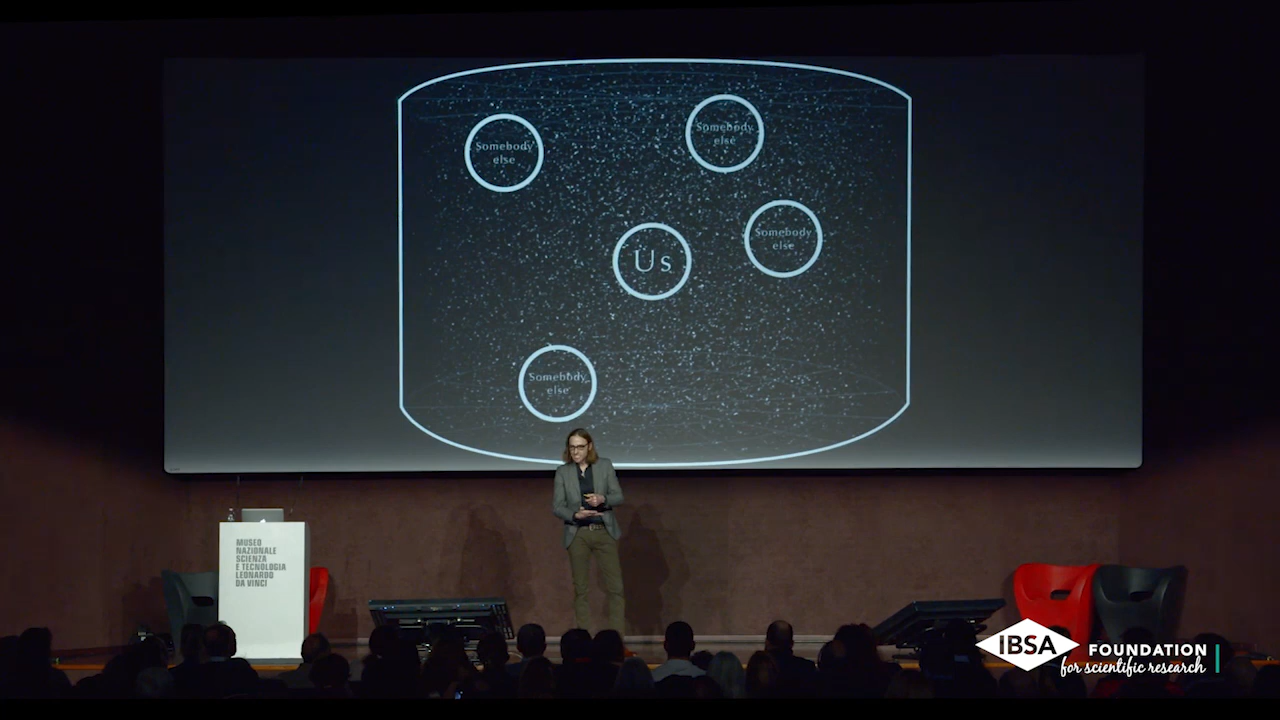 Somebody
else
Somebody
else
Somebody
else
Us
Somebody
else
MUSEO
NAZIONALE
SCIENZA
E TECNOLOGIA
LEONARDO
DA VINCI
IBSA FOUNDATION
for scientific research